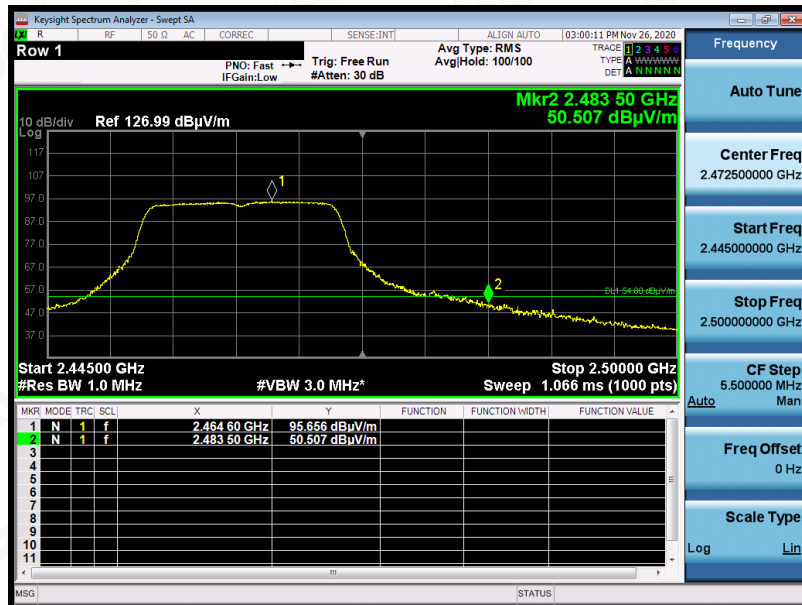 Keysight Spectrum Analyzer - Swept SA
LXI R RF 50 Ω AC CORREC SENSE:INT ALIGN AUTO 03:00:11 PM Nov 26, 2020
Row 1
PNO: Fast
IFGain:Low
Trig: Free Run
#Atten: 30 dB
Avg Type: RMS
Avg|Hold: 100/100
TRACE 1 2 3 4 5 6
TYPE A WWWWW
DET A N N N N N
Mkr2 2.483 50 GHz
50.507 dBµV/m
10 dB/div Ref 126.99 dBµV/m
Log
117
107
97.0
87.0
77.0
67.0
57.0
47.0
37.0
1
2
DL1 54.00 dBµV/m
Start 2.44500 GHz Stop 2.50000 GHz
#Res BW 1.0 MHz #VBW 3.0 MHz* Sweep 1.066 ms (1000 pts)
MKR MODE TRC SCL X Y FUNCTION FUNCTION WIDTH FUNCTION VALUE
1 N 1 f 2.464 60 GHz 95.656 dBµV/m
2 N 1 f 2.483 50 GHz 50.507 dBµV/m
3
4
5
6
7
8
9
10
11
MSG STATUS
Frequency
Auto Tune
Center Freq
2.472500000 GHz
Start Freq
2.445000000 GHz
Stop Freq
2.500000000 GHz
CF Step
5.500000 MHz
Auto Man
Freq Offset
0 Hz
Scale Type
Log Lin